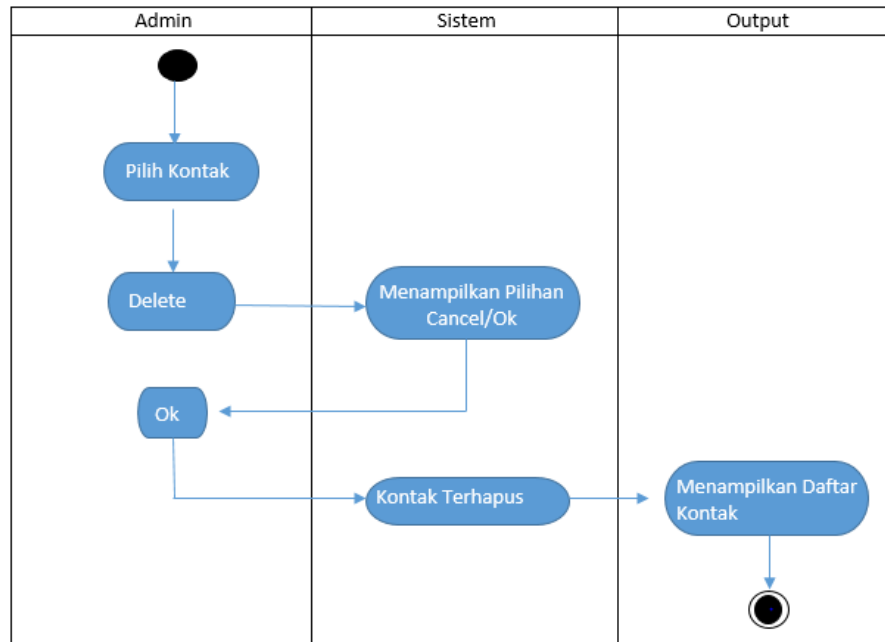 Admin
Sistem
Output
Pilih Kontak
Delete
Menampilkan Pilihan
Cancel/Ok
Ok
Kontak Terhapus
Menampilkan Daftar
Kontak